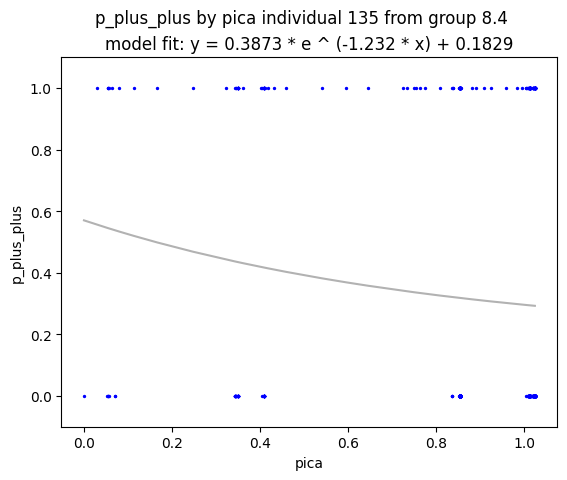 p_plus_plus by pica individual 135 from group 8.4
model fit: y = 0.3873 * e ^ (-1.232 * x) + 0.1829
1.0
0.8
0.6
0.4
0.2
0.0
p_plus_plus
0.0 0.2 0.4 0.6 0.8 1.0
pica